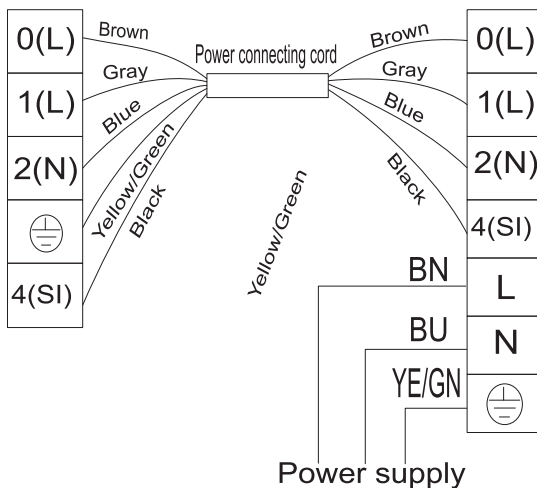 0(L)
1(L)
2(N)
4(SI)
Brown
Gray
Blue
Yellow/Green
Black
Power connecting cord
Yellow/Green
Brown
Gray
Blue
Black
0(L)
1(L)
2(N)
4(SI)
L
N
BN
BU
YE/GN
Power supply